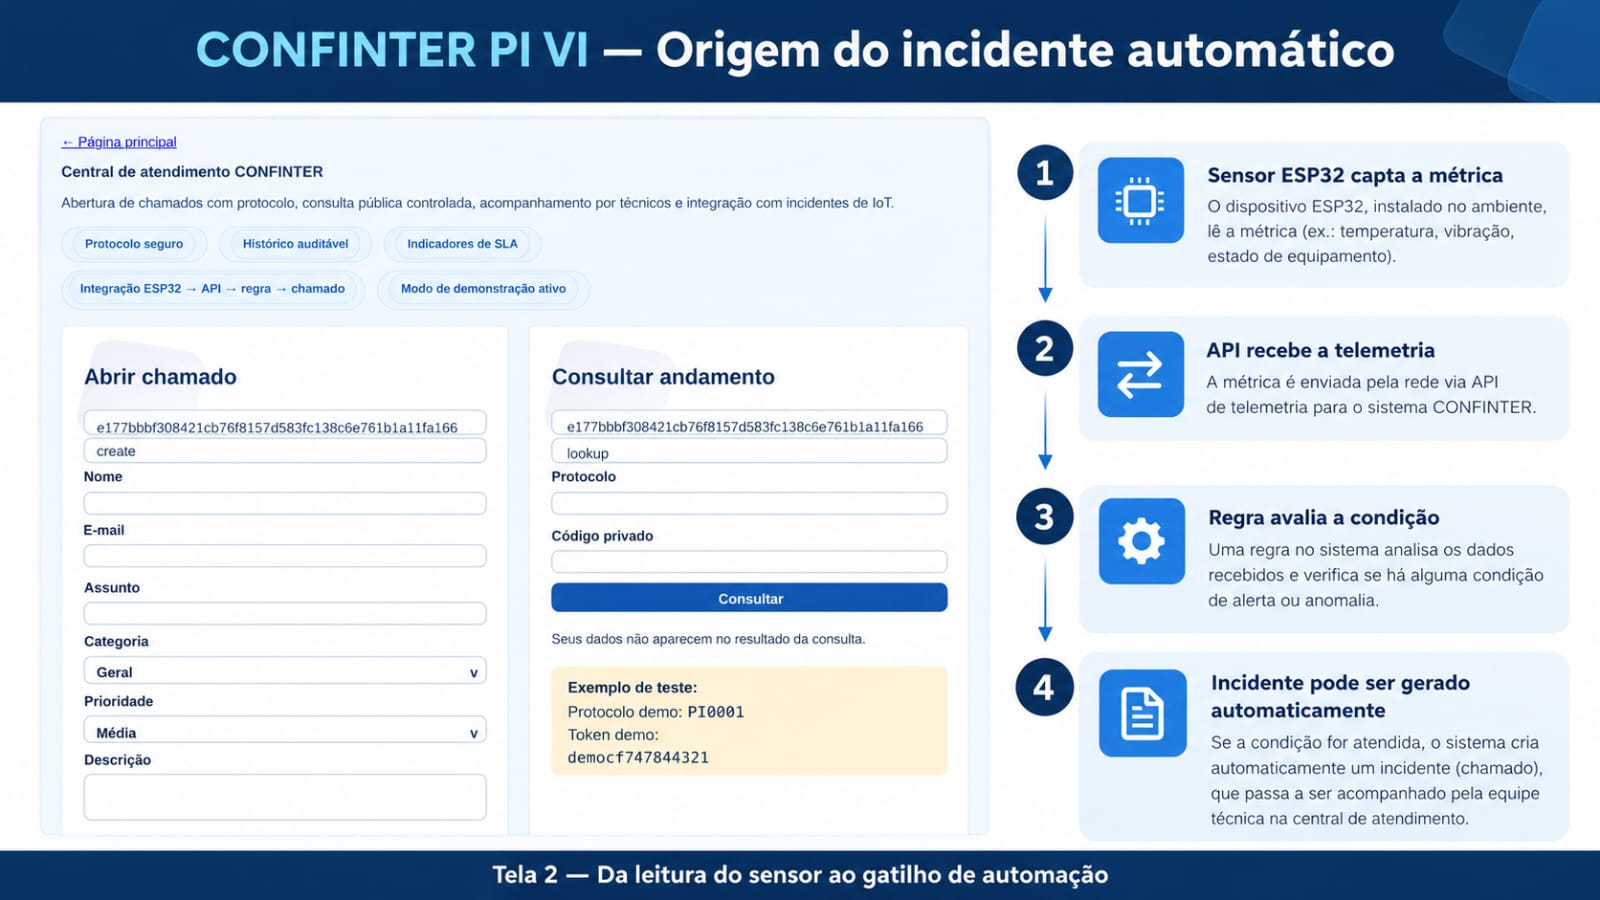 CONFINTER PI VI — Origem do incidente automático
← Página principal
Central de atendimento CONFINTER
Abertura de chamados com protocolo, consulta pública controlada, acompanhamento por técnicos e integração com incidentes de IoT.
Protocolo seguro
Histórico auditável
Indicadores de SLA
Integração ESP32 → API → regra → chamado
Modo de demonstração ativo
Abrir chamado
e177bbbf308421cb76f8157d583fc138c6e761b1a11fa166
create
Nome
E-mail
Assunto
Categoria
Geral
Prioridade
Média
Descrição
Consultar andamento
e177bbbf308421cb76f8157d583fc138c6e761b1a11fa166
lookup
Protocolo
Código privado
Consultar
Seus dados não aparecem no resultado da consulta.
Exemplo de teste:
Protocolo demo: PI0001
Token demo:
democf747844321
1
Sensor ESP32 capta a métrica
O dispositivo ESP32, instalado no ambiente,
lê a métrica (ex.: temperatura, vibração,
estado de equipamento).
2
API recebe a telemetria
A métrica é enviada pela rede via API
de telemetria para o sistema CONFINTER.
3
Regra avalia a condição
Uma regra no sistema analisa os dados
recebidos e verifica se há alguma condição
de alerta ou anomalia.
4
Incidente pode ser gerado
automaticamente
Se a condição for atendida, o sistema cria
automaticamente um incidente (chamado),
que passa a ser acompanhado pela equipe
técnica na central de atendimento.
Tela 2 — Da leitura do sensor ao gatilho de automação